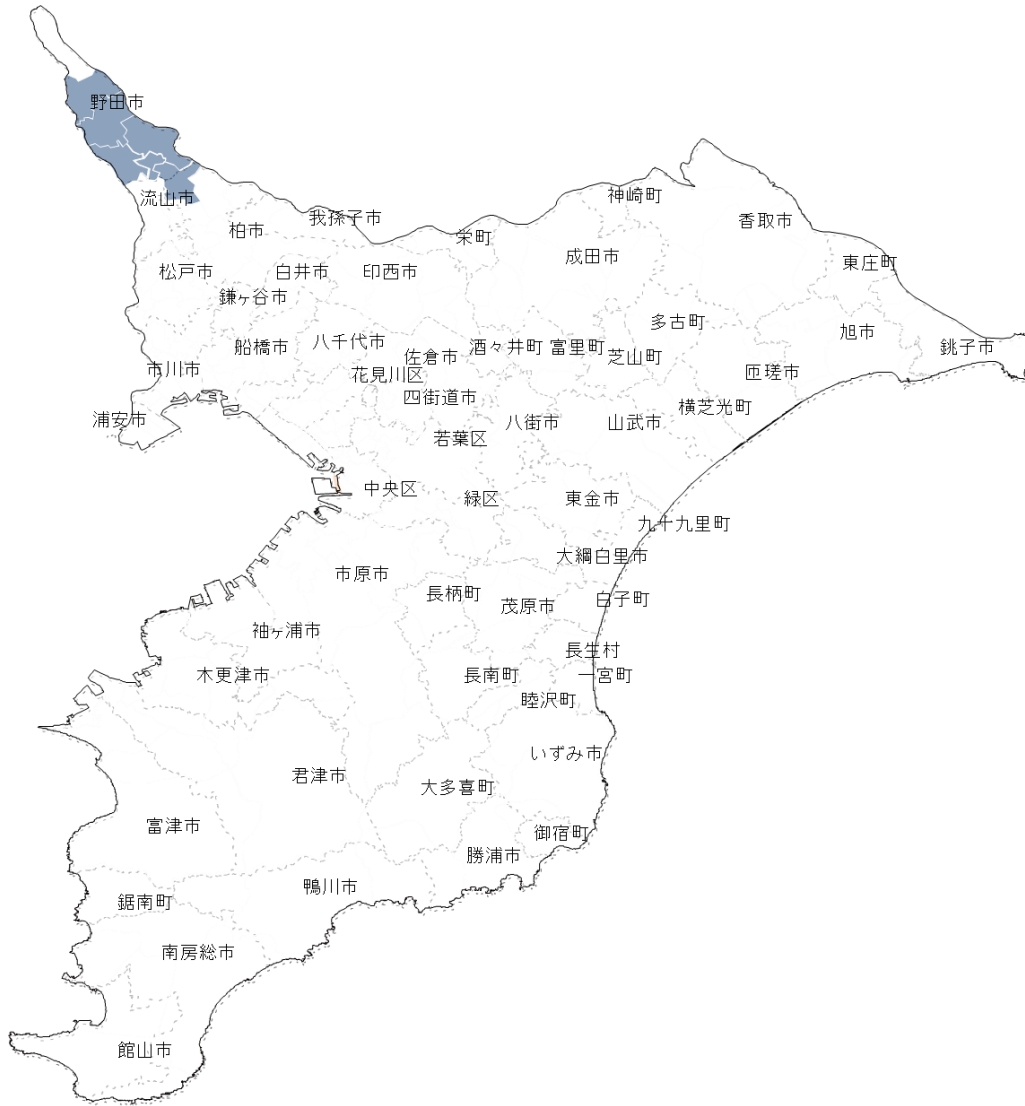 野田市
流山市
我孫子市
柏市
神崎町
香取市
栄町
成田市
東庄町
松戸市
白井市
印西市
鎌ヶ谷市
多古町
旭市
船橋市
八千代市
佐倉市
酒々井町
富里町
芝山町
銚子市
市川市
花見川区
匝瑳市
四街道市
横芝光町
浦安市
若葉区
八街市
山武市
中央区
緑区
東金市
九十九里町
大綱白里市
市原市
長柄町
茂原市
白子町
袖ヶ浦市
長生村
木更津市
長南町
一宮町
睦沢町
いずみ市
君津市
大多喜町
富津市
御宿町
勝浦市
鴨川市
鋸南町
南房総市
館山市